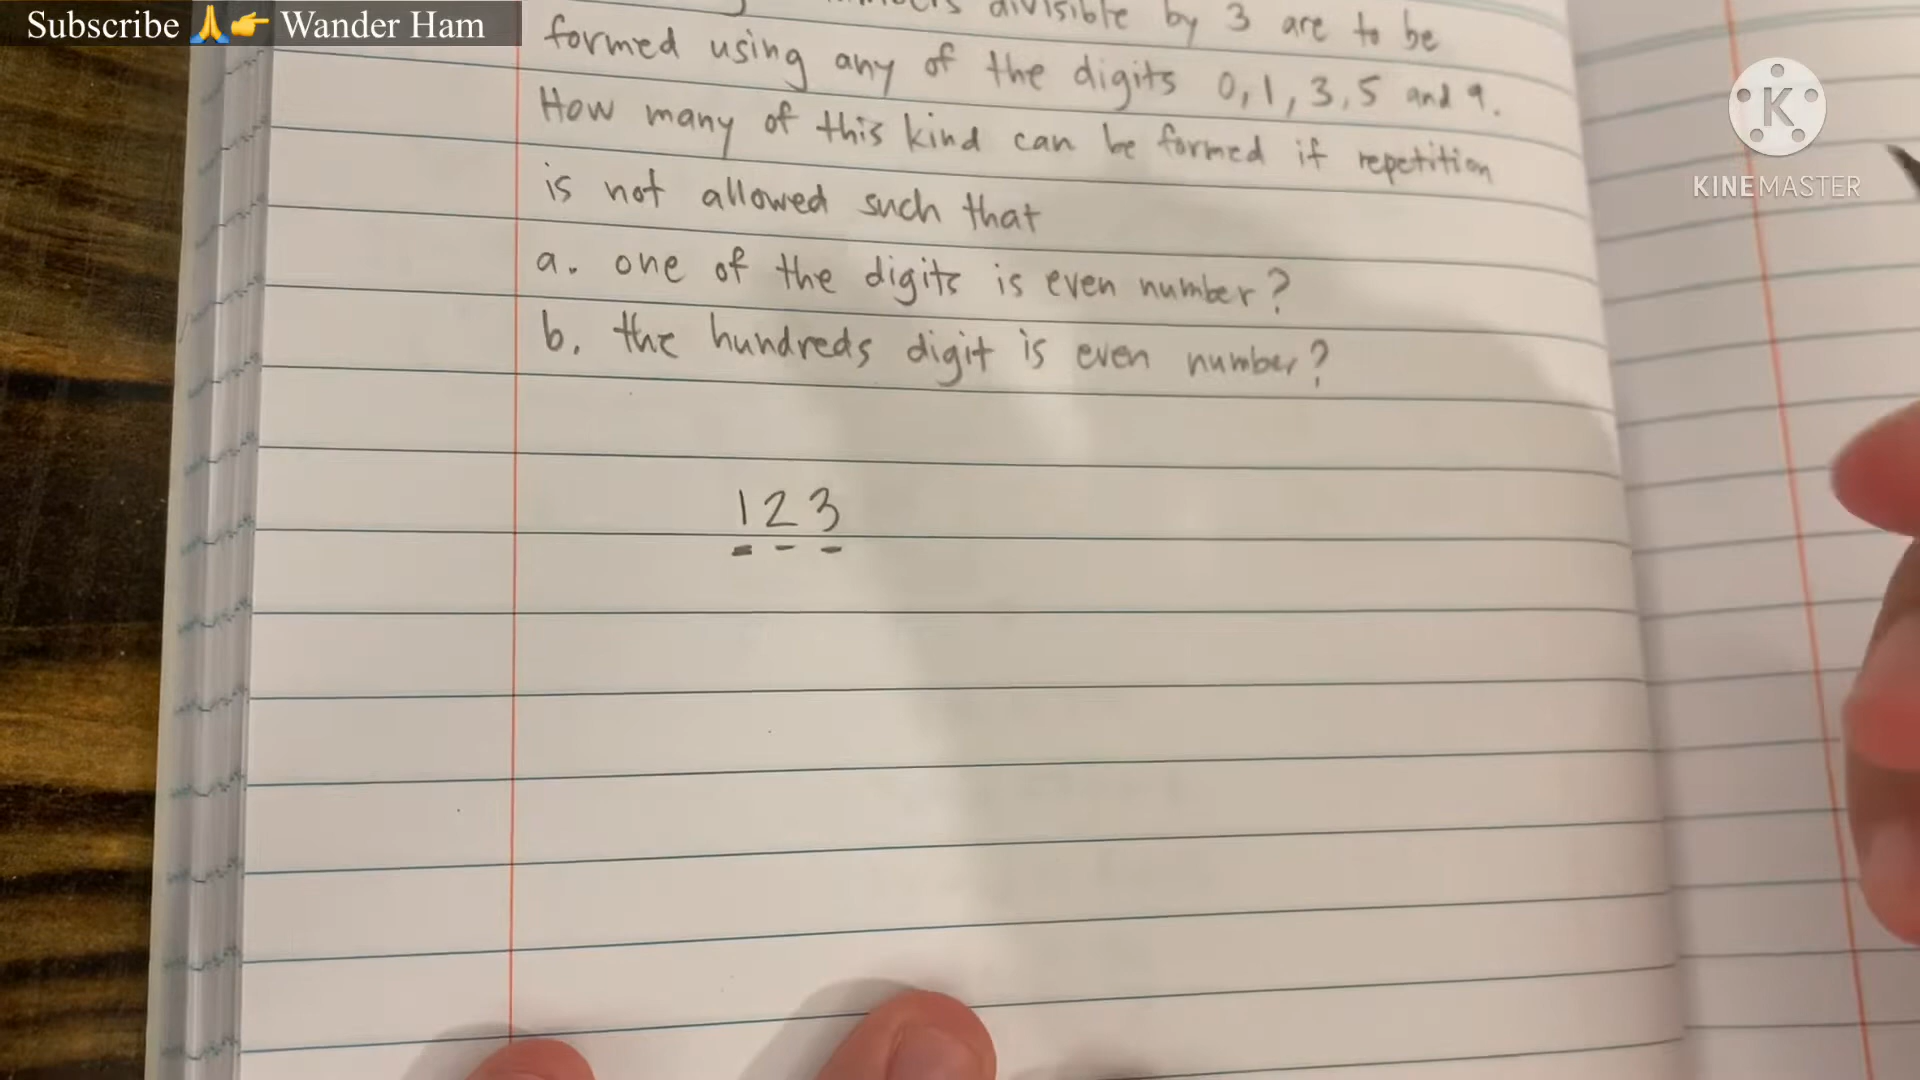 Subscribe 🙏👉 Wander Ham
divisible by 3 are to be
formed using any of the digits 0,1,3,5 and 9.
How many of this kind can be formed if repetition
is not allowed such that
a. one of the digits is even number?
b. the hundreds digit is even number?
123
K
KINEMASTER